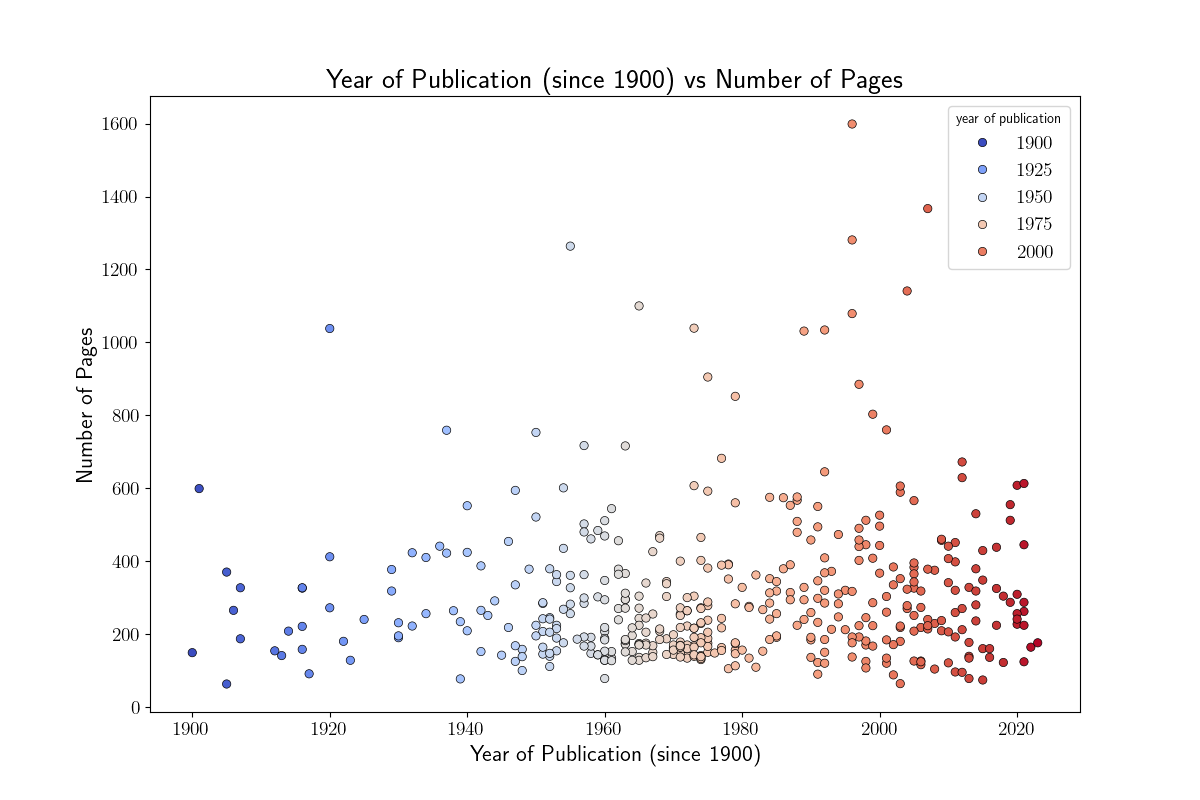 Year of Publication (since 1900) vs Number of Pages
year of publication
1900
1925
1950
1975
2000
Number of Pages
1600
1400
1200
1000
800
600
400
200
0
1900 1920 1940 1960 1980 2000 2020
Year of Publication (since 1900)